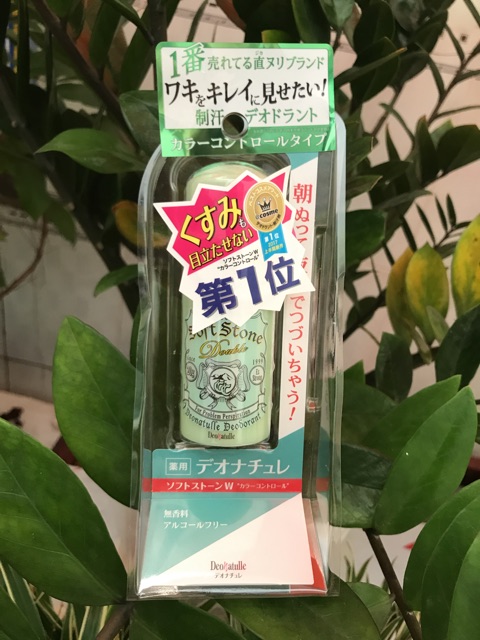 1番売れてる直ヌリブランド
ワキをキレイに見せたい!
制汗デオドラント
カラーコントロールタイプ
くすみも
目立たせない
@cosme
第1位
ソフトストーンW
"カラーコントロール"
第1位
朝ぬって
でつづいちゃう!
Soft Stone
Double
For Problem Perspiration
Deonatulle Deodorant
Deonatulle
薬用 デオナチュレ
ソフトストーンW "カラーコントロール"
無香料
アルコールフリー
Deonatulle
デオナチュレ